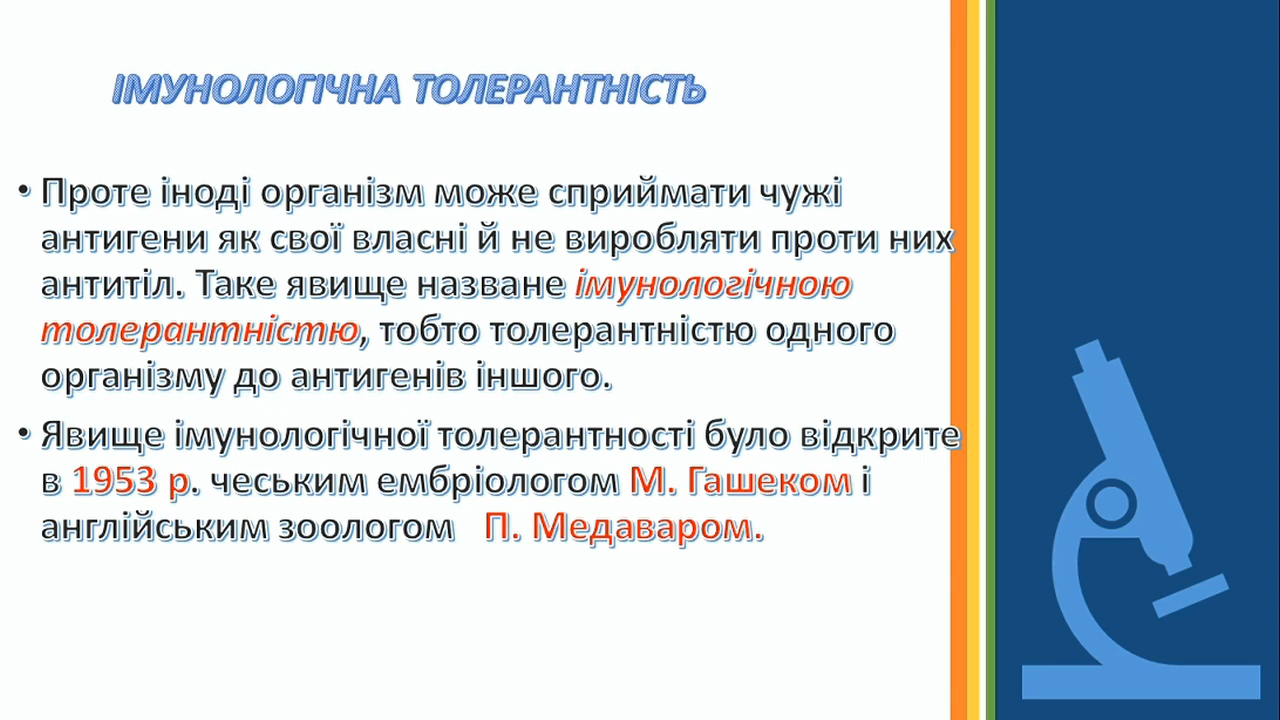 ІМУНОЛОГІЧНА ТОЛЕРАНТНІСТЬ
• Проте іноді організм може сприймати чужі
антигени як свої власні й не виробляти проти них
антитіл. Таке явище назване імунологічною
толерантністю, тобто толерантністю одного
організму до антигенів іншого.
• Явище імунологічної толерантності було відкрите
в 1953 р. чеським ембріологом М. Гашеком і
англійським зоологом П. Медаваром.